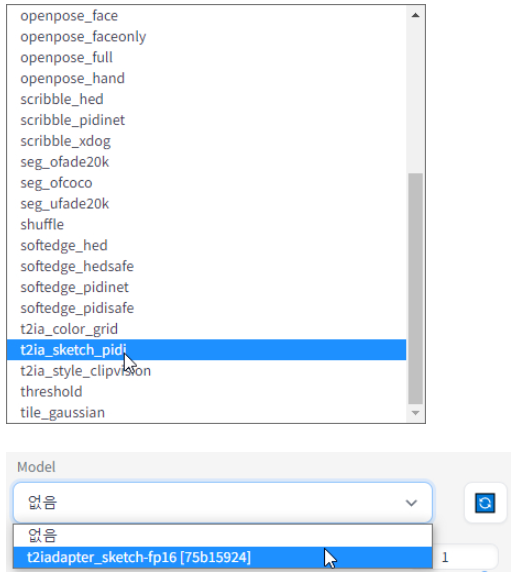 openpose_face
openpose_faceonly
openpose_full
openpose_hand
scribble_hed
scribble_pidinet
scribble_xdog
seg_ofade20k
seg_ofcoco
seg_ufade20k
shuffle
softedge_hed
softedge_hedsafe
softedge_pidinet
softedge_pidisafe
t2ia_color_grid
t2ia_sketch_pidi
t2ia_style_clipvision
threshold
tile_gaussian
Model
없음
없음
t2iadapter_sketch-fp16 [75b15924]
1